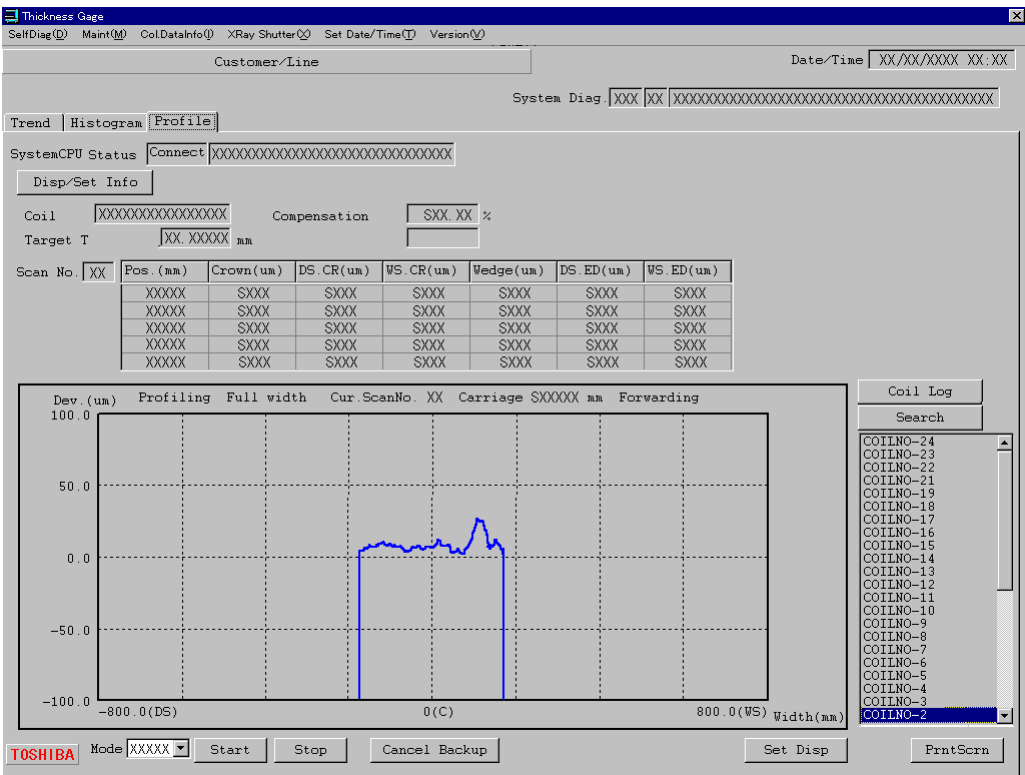 Thickness Gage
SelfDiag(D) Maint(M) Col.DataInfo(I) XRay Shutter(X) Set Date/Time(T) Version(V)
Customer/Line
Date/Time XX/XX/XXXX XX:XX
System Diag. XXX XX XXXXXXXXXXXXXXXXXXXXXXXXXXXXXXXXXXXXXXXX
Trend Histogram Profile
SystemCPU Status Connect XXXXXXXXXXXXXXXXXXXXXXXXXXXXXX
Disp/Set Info
Coil XXXXXXXXXXXXXXXX Compensation SXX.XX %
Target T XX.XXXXX mm
Scan No. XX Pos.(mm) Crown(um) DS.CR(um) WS.CR(um) Wedge(um) DS.ED(um) WS.ED(um)
XXXXX SXXX SXXX SXXX SXXX SXXX SXXX
XXXXX SXXX SXXX SXXX SXXX SXXX SXXX
XXXXX SXXX SXXX SXXX SXXX SXXX SXXX
XXXXX SXXX SXXX SXXX SXXX SXXX SXXX
XXXXX SXXX SXXX SXXX SXXX SXXX SXXX
Dev.(um) Profiling Full width Cur.ScanNo. XX Carriage SXXXXX mm Forwarding
100.0
50.0
0.0
-50.0
-100.0
-800.0(DS) 0(C) 800.0(WS) Width(mm)
Coil Log
Search
COILNO-24
COILNO-23
COILNO-22
COILNO-21
COILNO-19
COILNO-18
COILNO-17
COILNO-16
COILNO-15
COILNO-14
COILNO-13
COILNO-12
COILNO-11
COILNO-10
COILNO-9
COILNO-8
COILNO-7
COILNO-6
COILNO-5
COILNO-4
COILNO-3
COILNO-2
TOSHIBA Mode XXXXX Start Stop Cancel Backup Set Disp PrntScrn